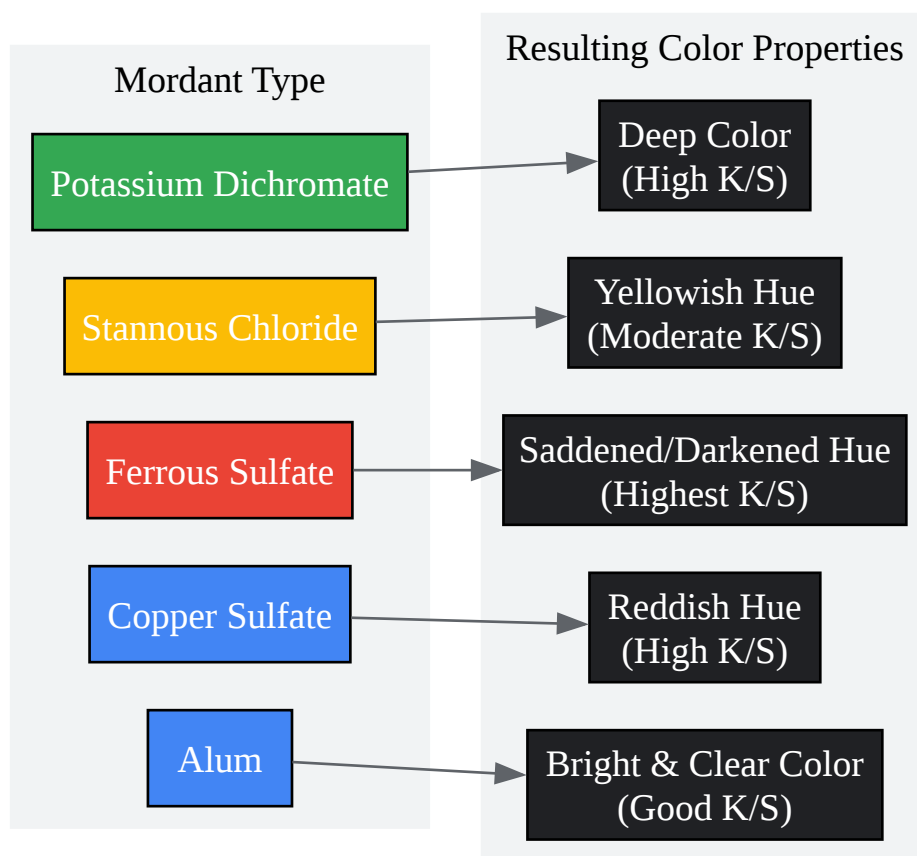 Mordant Type
Potassium Dichromate
Stannous Chloride
Ferrous Sulfate
Copper Sulfate
Alum
Resulting Color Properties
Deep Color
(High K/S)
Yellowish Hue
(Moderate K/S)
Saddened/Darkened Hue
(Highest K/S)
Reddish Hue
(High K/S)
Bright & Clear Color
(Good K/S)